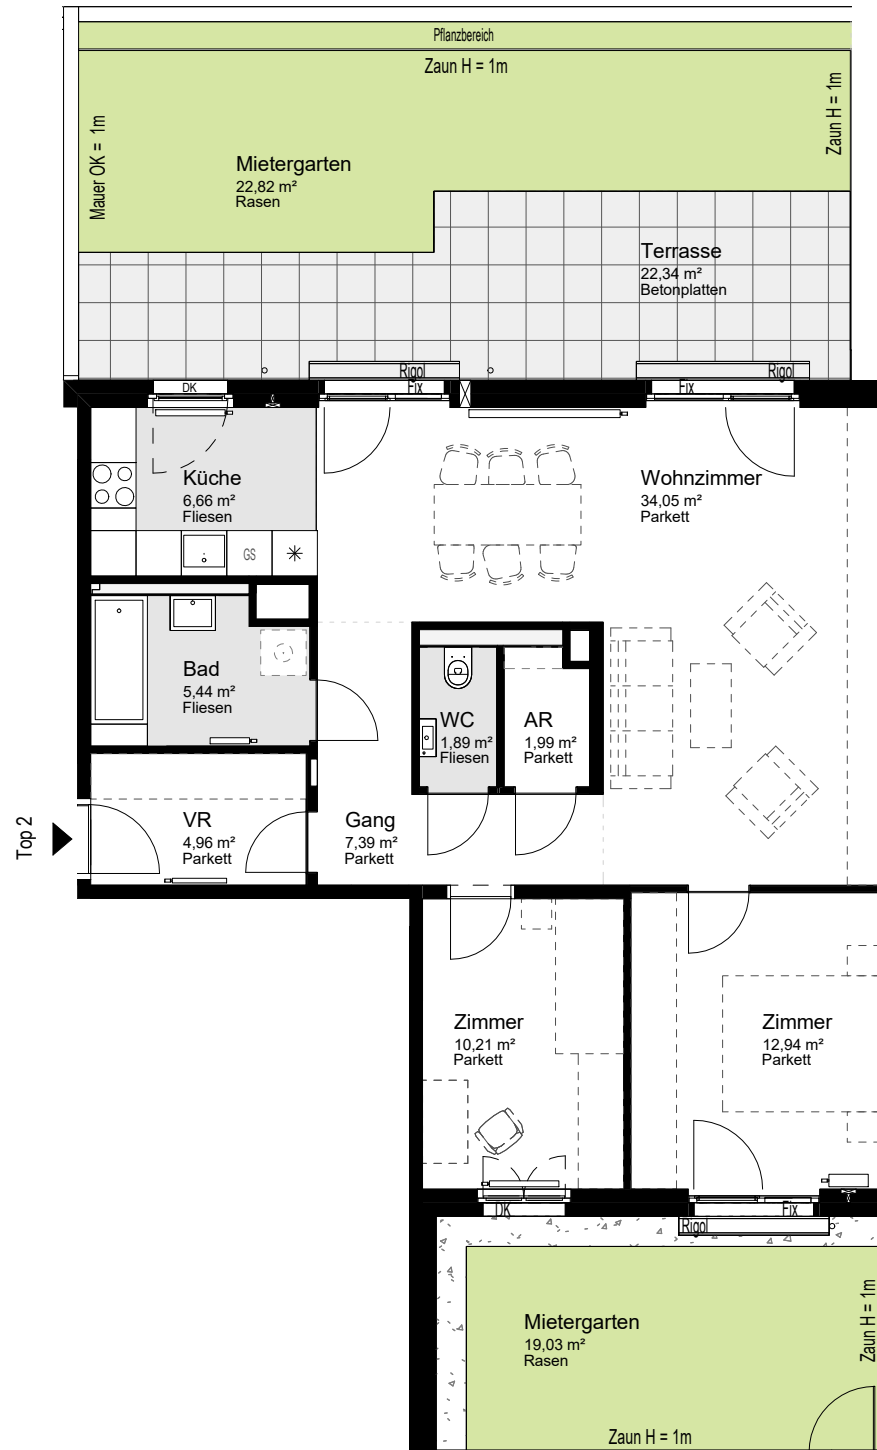 Pflanzbereich
Zaun H = 1m
Zaun H = 1m
Mauer OK = 1m
Mietergarten
22,82 m²
Rasen
Terrasse
22,34 m²
Betonplatten
Rigol
Rigol
DK
Fix
Fix
Küche
6,66 m²
Fliesen
GS
Wohnzimmer
34,05 m²
Parkett
Bad
5,44 m²
Fliesen
WC
1,89 m²
Fliesen
AR
1,99 m²
Parkett
Top 2
VR
4,96 m²
Parkett
Gang
7,39 m²
Parkett
Zimmer
10,21 m²
Parkett
Zimmer
12,94 m²
Parkett
DK
Fix
Rigol
Mietergarten
19,03 m²
Rasen
Zaun H = 1m
Zaun H = 1m